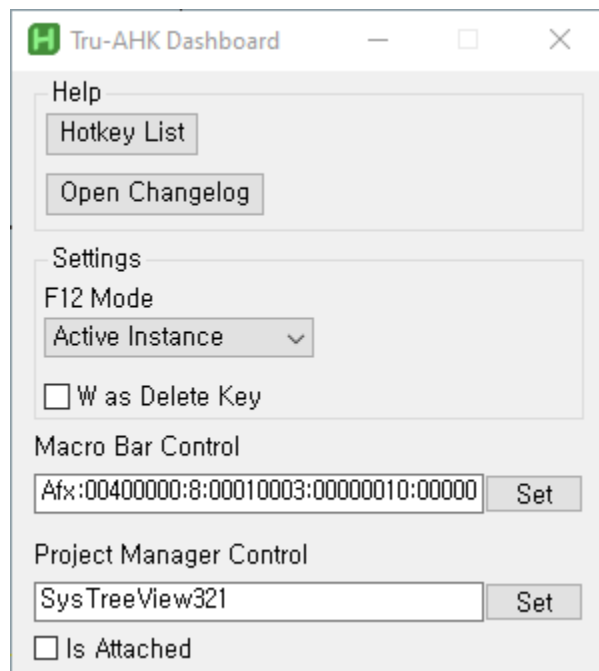 Tru-AHK Dashboard
Help
Hotkey List
Open Changelog
Settings
F12 Mode
Active Instance
W as Delete Key
Macro Bar Control
Afx:00400000:8:00010003:00000010:00000
Set
Project Manager Control
SysTreeView321
Set
Is Attached